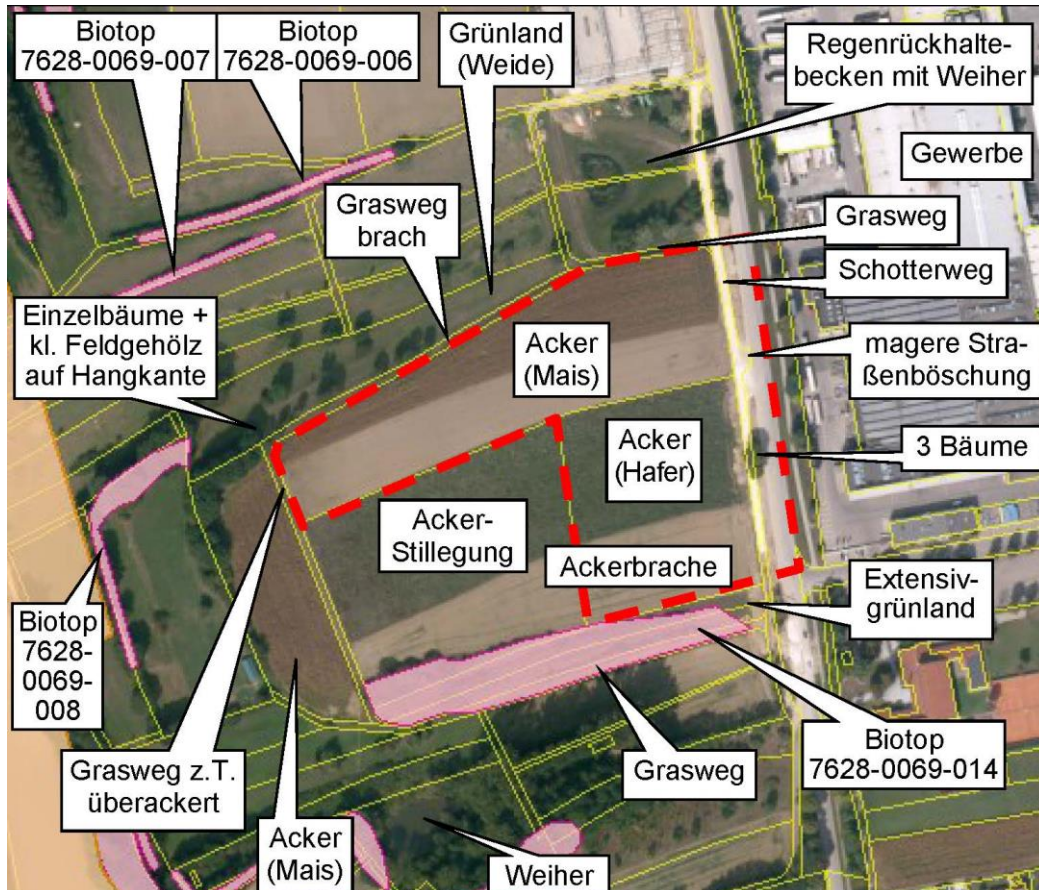 Biotop
7628-0069-007
Biotop
7628-0069-006
Grünland
(Weide)
Regenrückhalte-
becken mit Weiher
Gewerbe
Grasweg
brach
Grasweg
Schotterweg
Einzelbäume +
kl. Feldgehölz
auf Hangkante
Acker
(Mais)
magere Stra-
ßenböschung
Acker
(Hafer)
3 Bäume
Acker-
Stillegung
Ackerbrache
Extensiv-
grünland
Biotop
7628-
0069-
008
Grasweg z.T.
überackert
Acker
(Mais)
Weiher
Grasweg
Biotop
7628-0069-014